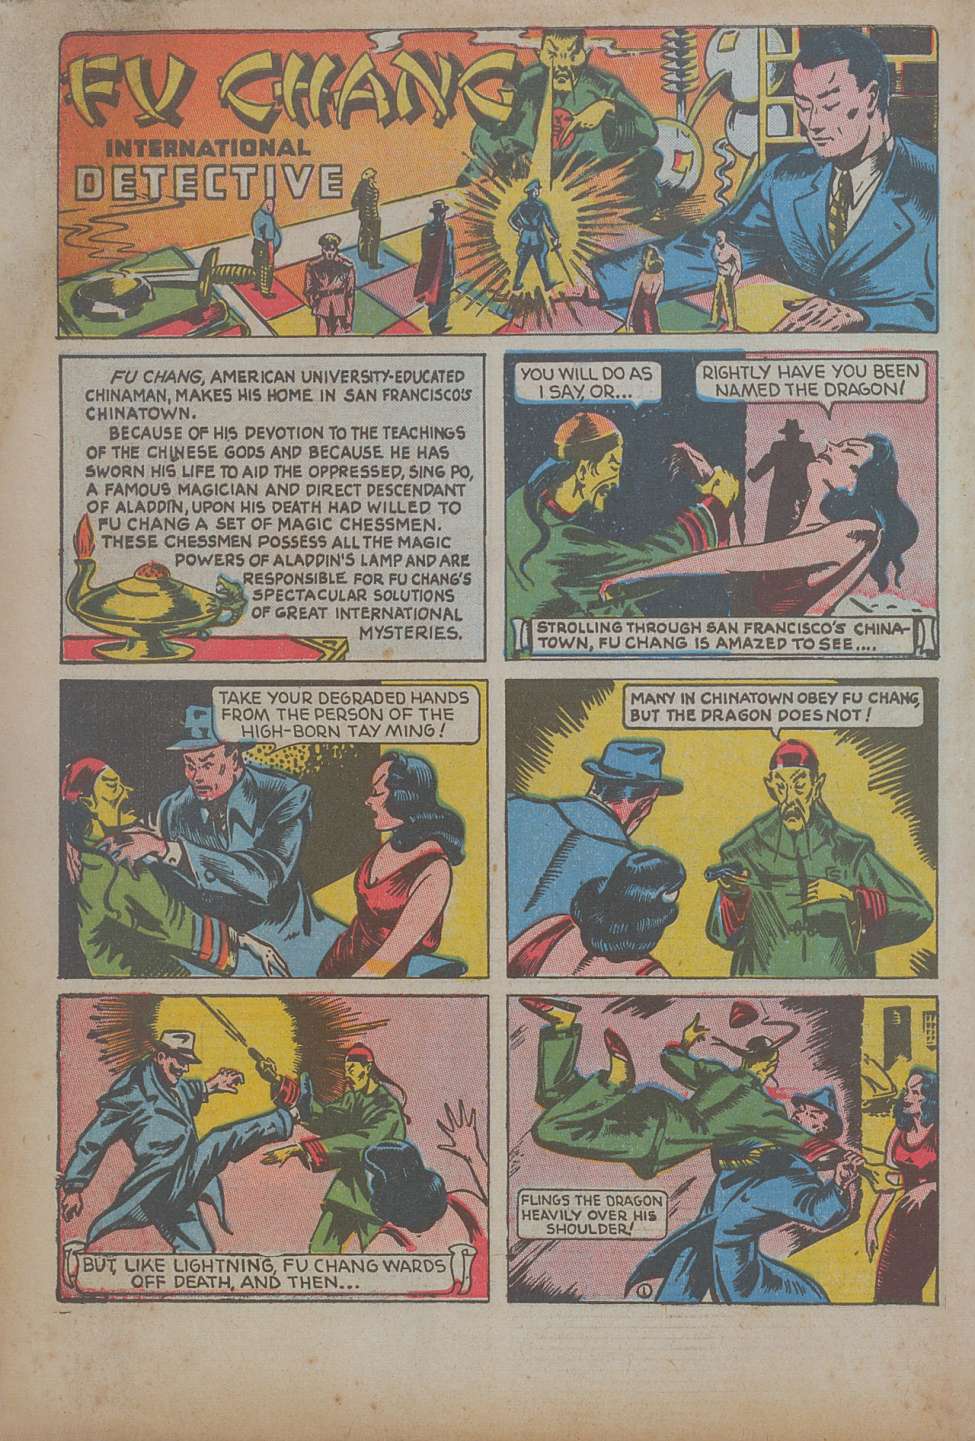 FU CHANG
INTERNATIONAL
DETECTIVE
FU CHANG, AMERICAN UNIVERSITY-EDUCATED
CHINAMAN, MAKES HIS HOME IN SAN FRANCISCO'S
CHINATOWN.
BECAUSE OF HIS DEVOTION TO THE TEACHINGS
OF THE CHINESE GODS AND BECAUSE HE HAS
SWORN HIS LIFE TO AID THE OPPRESSED, SING PO,
A FAMOUS MAGICIAN AND DIRECT DESCENDANT
OF ALADDIN, UPON HIS DEATH HAD WILLED TO
FU CHANG A SET OF MAGIC CHESSMEN.
THESE CHESSMEN POSSESS ALL THE MAGIC
POWERS OF ALADDIN'S LAMP AND ARE
RESPONSIBLE FOR FU CHANG'S
SPECTACULAR SOLUTIONS
OF GREAT INTERNATIONAL
MYSTERIES.
YOU WILL DO AS
I SAY, OR...
RIGHTLY HAVE YOU BEEN
NAMED THE DRAGON!
STROLLING THROUGH SAN FRANCISCO'S CHINA-
TOWN, FU CHANG IS AMAZED TO SEE....
TAKE YOUR DEGRADED HANDS
FROM THE PERSON OF THE
HIGH-BORN TAY MING!
MANY IN CHINATOWN OBEY FU CHANG,
BUT THE DRAGON DOES NOT!
BUT, LIKE LIGHTNING, FU CHANG WARDS
OFF DEATH, AND THEN...
FLINGS THE DRAGON
HEAVILY OVER HIS
SHOULDER!
1